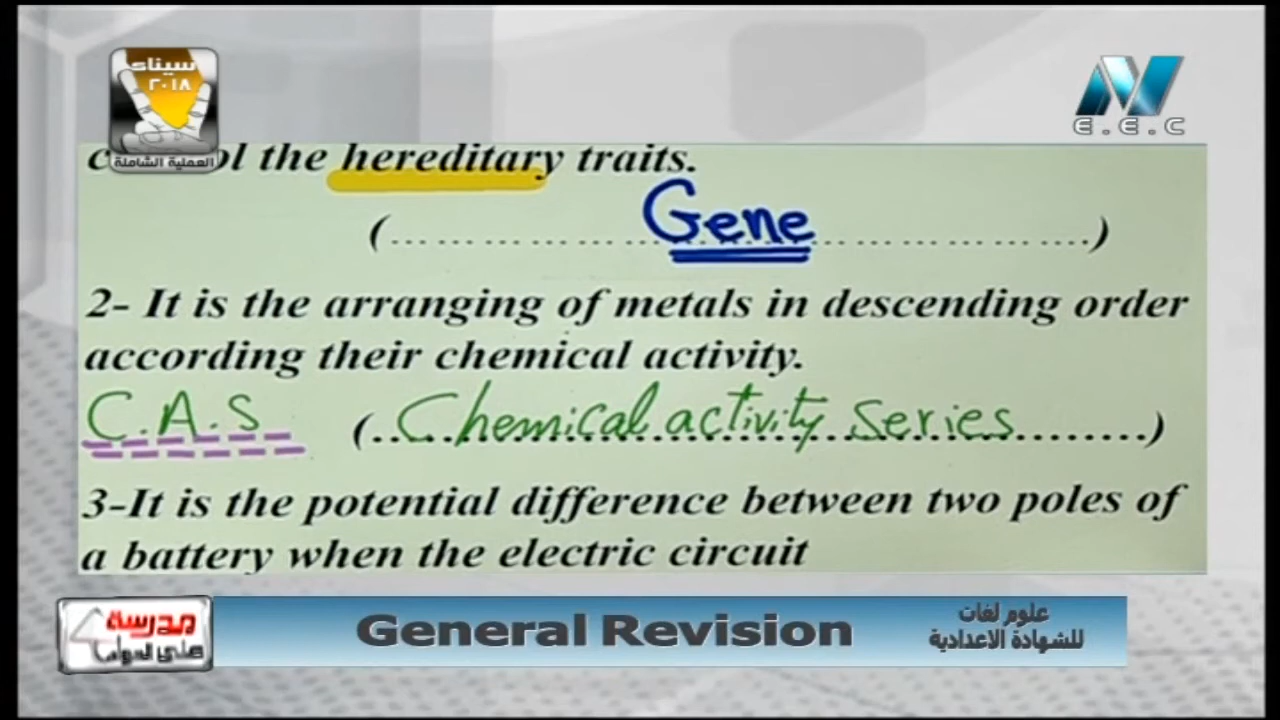 سيناء
٢٠١٨
العملية الشاملة
E.E.C
control the hereditary traits.
(.......... Gene ..........)
2- It is the arranging of metals in descending order
according their chemical activity.
C.A.S (Chemical activity Series..........)
3-It is the potential difference between two poles of
a battery when the electric circuit
مدرسة
على الهواء
General Revision
علوم لغات
للشهادة الاعدادية